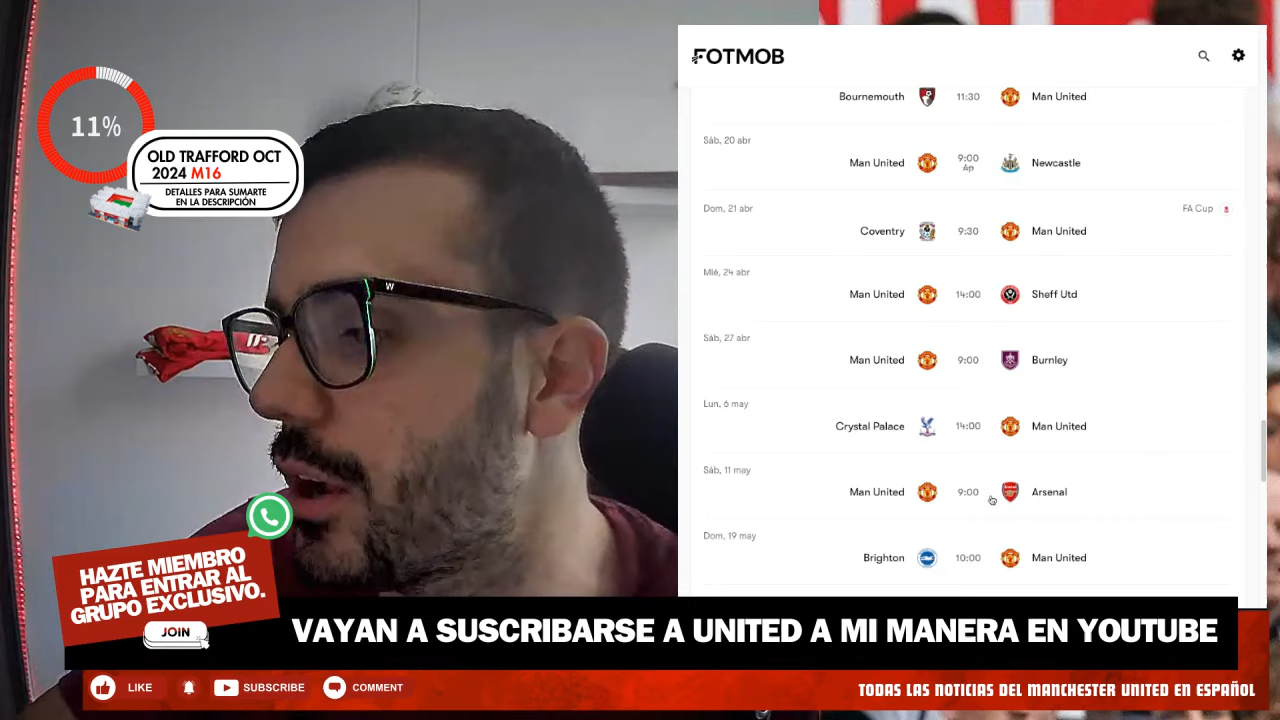 11%
OLD TRAFFORD OCT
2024 M16
DETALLES PARA SUMARTE
EN LA DESCRIPCIÓN
W
HAZTE MIEMBRO
PARA ENTRAR AL
GRUPO EXCLUSIVO.
JOIN
FOTMOB
Bournemouth 11:30 Man United
Sáb, 20 abr
Man United 9:00 Ap Newcastle
Dom, 21 abr FA Cup
Coventry 9:30 Man United
Mié, 24 abr
Man United 14:00 Sheff Utd
Sáb, 27 abr
Man United 9:00 Burnley
Lun, 6 may
Crystal Palace 14:00 Man United
Sáb, 11 may
Man United 9:00 Arsenal
Dom, 19 may
Brighton 10:00 Man United
VAYAN A SUSCRIBARSE A UNITED A MI MANERA EN YOUTUBE
LIKE SUBSCRIBE COMMENT
TODAS LAS NOTICIAS DEL MANCHESTER UNITED EN ESPAÑOL